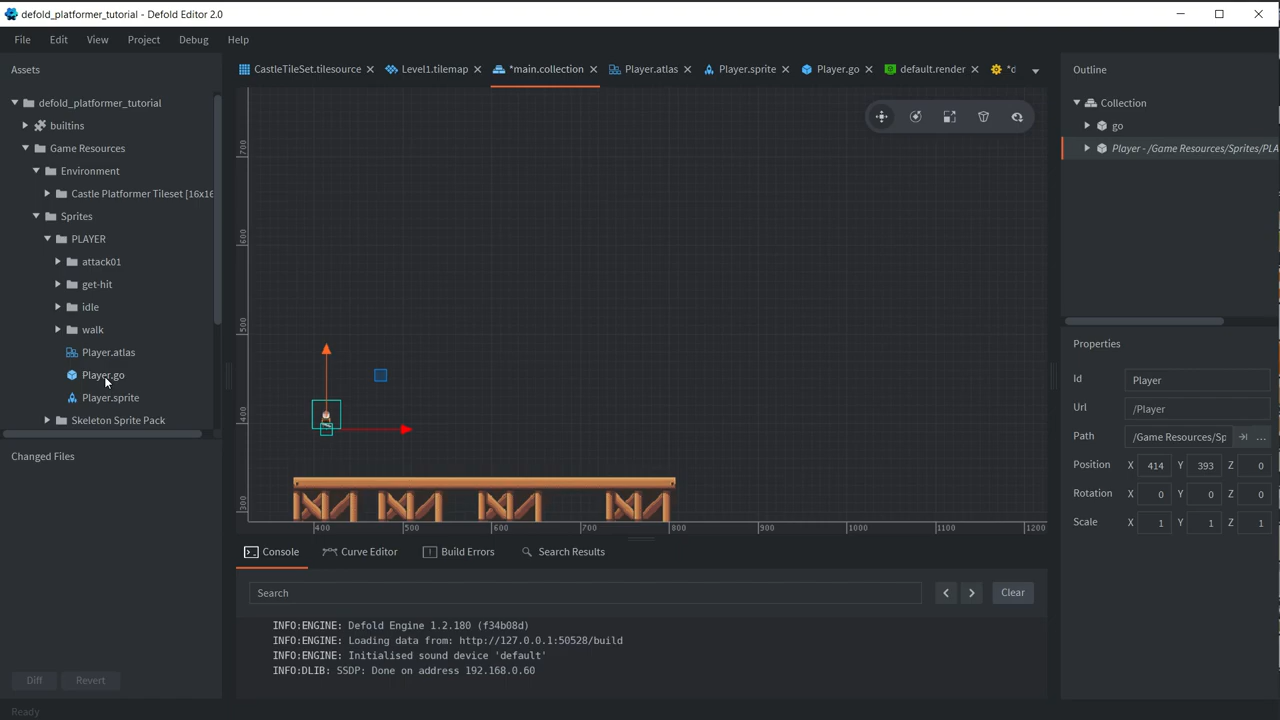 defold_platformer_tutorial - Defold Editor 2.0
File Edit View Project Debug Help
Assets
CastleTileSet.tilesource Level1.tilemap *main.collection Player.atlas Player.sprite Player.go default.render *d
Outline
defold_platformer_tutorial
builtins
Game Resources
Environment
Castle Platformer Tileset [16x16
Sprites
PLAYER
attack01
get-hit
idle
walk
Player.atlas
Player.go
Player.sprite
Skeleton Sprite Pack
Changed Files
Diff Revert
Ready
700
600
500
400
300
400 500 600 700 800 900 1000 1100 1200
Console Curve Editor Build Errors Search Results
Search
Clear
INFO:ENGINE: Defold Engine 1.2.180 (f34b08d)
INFO:ENGINE: Loading data from: http://127.0.0.1:50528/build
INFO:ENGINE: Initialised sound device 'default'
INFO:DLIB: SSDP: Done on address 192.168.0.60
Collection
go
Player - /Game Resources/Sprites/PLA
Properties
Id Player
Url /Player
Path /Game Resources/Sp ...
Position X 414 Y 393 Z 0
Rotation X 0 Y 0 Z 0
Scale X 1 Y 1 Z 1